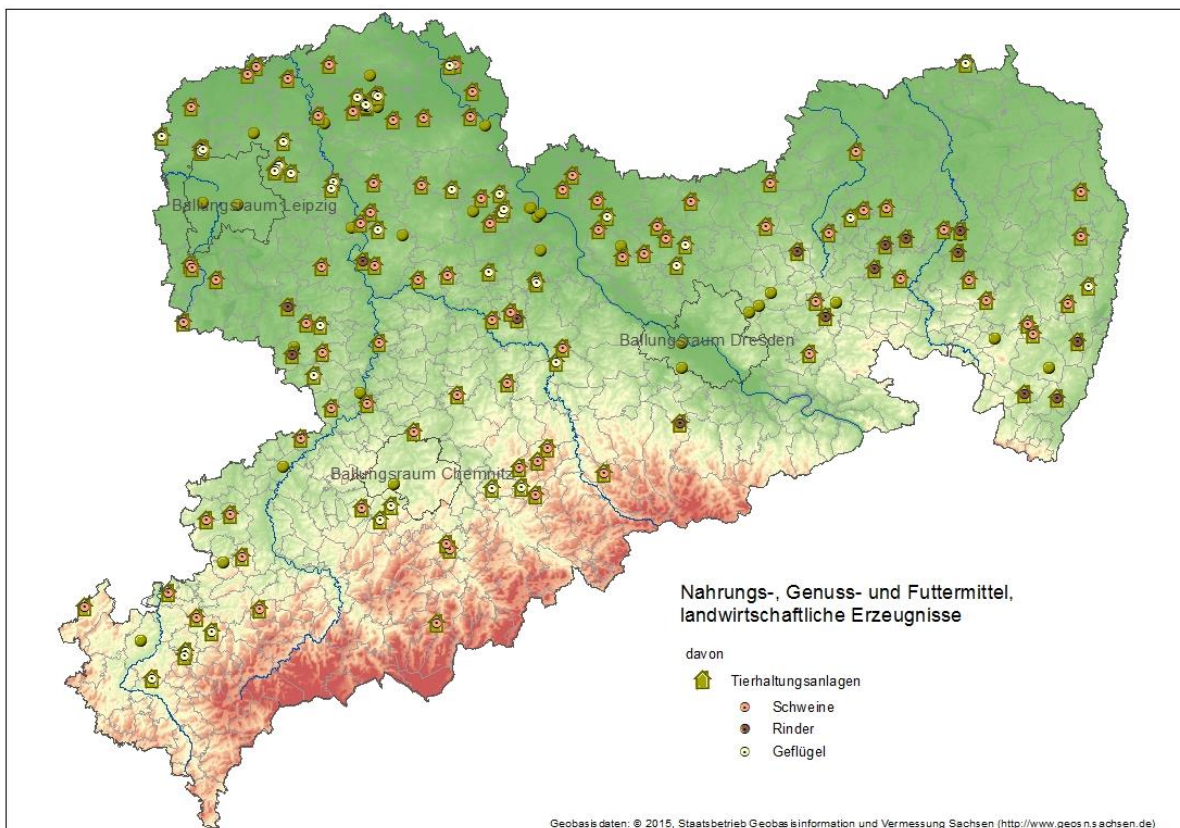 Ballungsraum Leipzig
Ballungsraum Dresden
Ballungsraum Chemnitz
Nahrungs-, Genuss- und Futtermittel,
landwirtschaftliche Erzeugnisse
davon
Tierhaltungsanlagen
Schweine
Rinder
Geflügel
Geobasisdaten: © 2015, Staatsbetrieb Geobasisinformation und Vermessung Sachsen (http://www.geosn.sachsen.de)